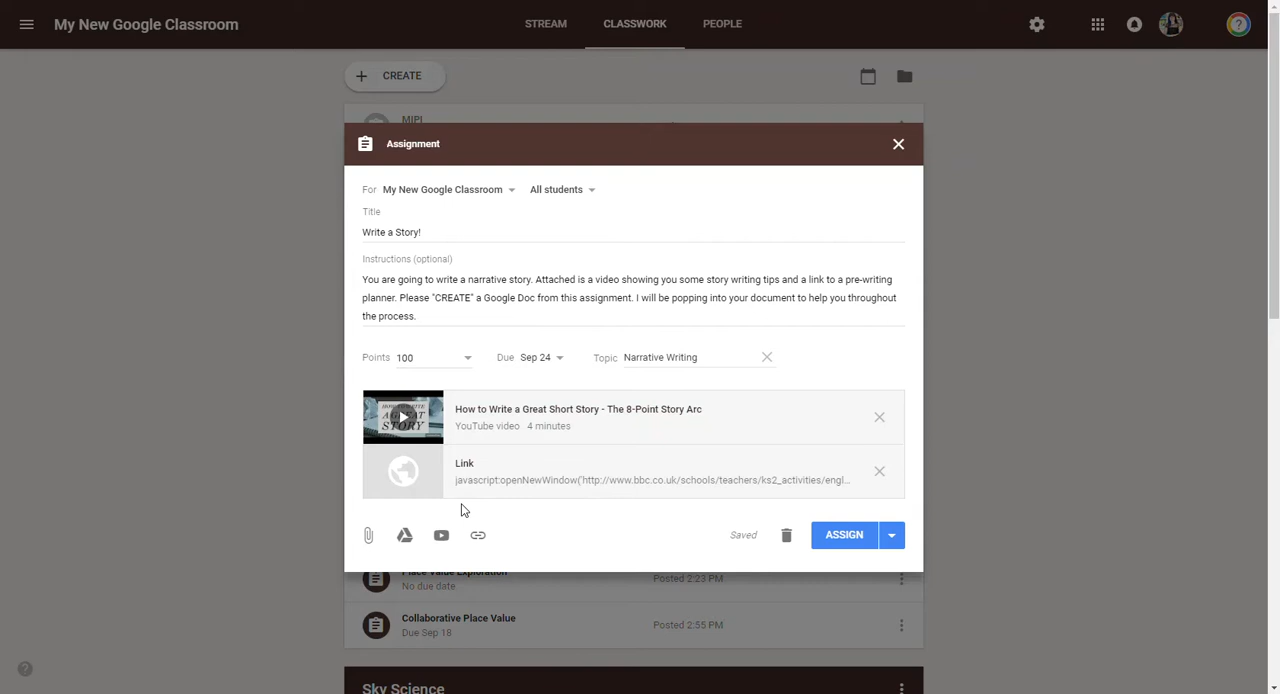 My New Google Classroom
STREAM
CLASSWORK
PEOPLE
?
CREATE
MIPI
Assignment
For My New Google Classroom All students
Title
Write a Story!
Instructions (optional)
You are going to write a narrative story. Attached is a video showing you some story writing tips and a link to a pre-writing
planner. Please "CREATE" a Google Doc from this assignment. I will be popping into your document to help you throughout
the process.
Points 100 Due Sep 24 Topic Narrative Writing
A GREAT
STORY
How to Write a Great Short Story - The 8-Point Story Arc
YouTube video 4 minutes
Link
javascript:openNewWindow('http://www.bbc.co.uk/schools/teachers/ks2_activities/engl...
Saved
ASSIGN
Place Value Exploration
No due date
Posted 2:23 PM
Collaborative Place Value
Due Sep 18
Posted 2:55 PM
?
Sky Science